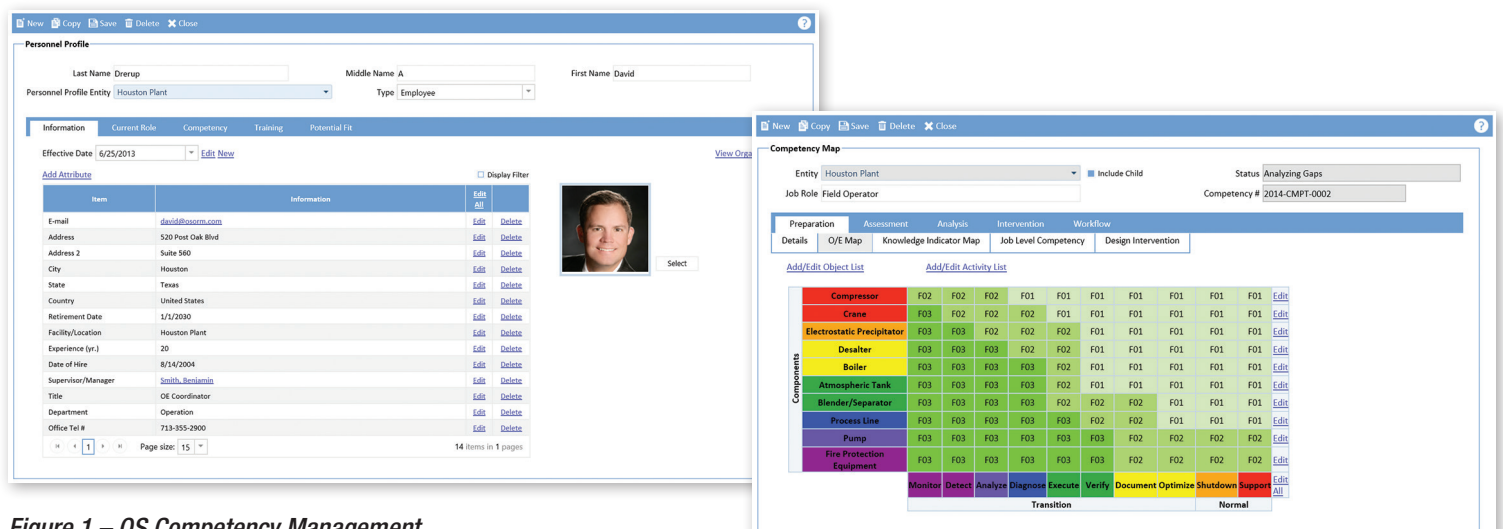 New Copy Save Delete Close ?
Personnel Profile
Last Name Drerup Middle Name A First Name David
Personnel Profile Entity Houston Plant Type Employee
Information Current Role Competency Training Potential Fit
Effective Date 6/25/2013 Edit New View Orga
Add Attribute Display Filter
Item Information Edit All
E-mail david@osorm.com Edit Delete
Address 520 Post Oak Blvd Edit Delete
Address 2 Suite 560 Edit Delete
City Houston Edit Delete
State Texas Edit Delete
Country United States Edit Delete
Retirement Date 1/1/2030 Edit Delete
Facility/Location Houston Plant Edit Delete
Experience (yr.) 20 Edit Delete
Date of Hire 8/14/2004 Edit Delete
Supervisor/Manager Smith, Benjamin Edit Delete
Title OE Coordinator Edit Delete
Department Operation Edit Delete
Office Tel # 713-355-2900 Edit Delete
1 Page size: 15 14 items in 1 pages
Select
New Copy Save Delete Close ?
Competency Map
Entity Houston Plant Include Child Status Analyzing Gaps
Job Role Field Operator Competency # 2014-CMPT-0002
Preparation Assessment Analysis Intervention Workflow
Details O/E Map Knowledge Indicator Map Job Level Competency Design Intervention
Add/Edit Object List Add/Edit Activity List
Components
Compressor F02 F02 F02 F01 F01 F01 F01 F01 F01 F01 Edit
Crane F03 F02 F02 F02 F01 F01 F01 F01 F01 F01 Edit
Electrostatic Precipitator F03 F03 F02 F02 F02 F01 F01 F01 F01 F01 Edit
Desalter F03 F03 F03 F02 F02 F01 F01 F01 F01 F01 Edit
Boiler F03 F03 F03 F03 F02 F01 F01 F01 F01 F01 Edit
Atmospheric Tank F03 F03 F03 F03 F02 F01 F01 F01 F01 F01 Edit
Blender/Separator F03 F03 F03 F03 F02 F02 F02 F01 F01 F01 Edit
Process Line F03 F03 F03 F03 F03 F02 F02 F01 F01 F01 Edit
Pump F03 F03 F03 F03 F03 F03 F02 F02 F02 F02 Edit
Fire Protection Equipment F03 F03 F03 F03 F03 F03 F02 F02 F02 F02 Edit
Monitor Detect Analyze Diagnose Execute Verify Document Optimize Shutdown Support Edit All
Transition Normal
Figure 1 – OS Competency Management